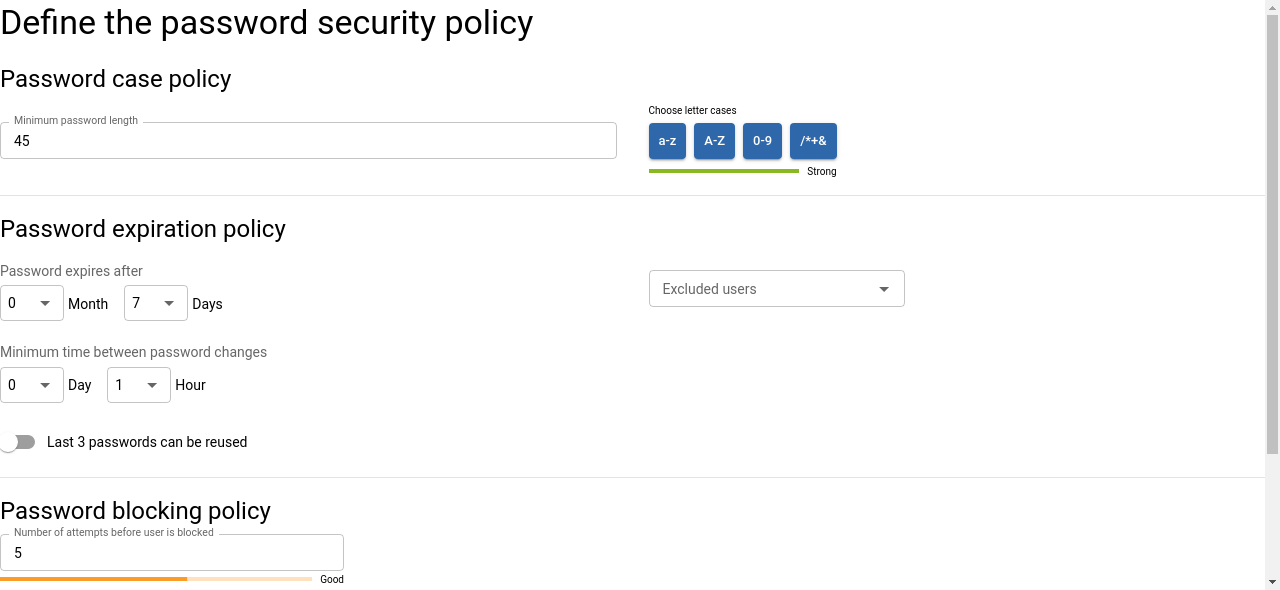 Define the password security policy
Password case policy
Minimum password length
45
Choose letter cases
a-z A-Z 0-9 /*+&
Strong
Password expiration policy
Password expires after
0 Month 7 Days
Excluded users
Minimum time between password changes
0 Day 1 Hour
Last 3 passwords can be reused
Password blocking policy
Number of attempts before user is blocked
5
Good